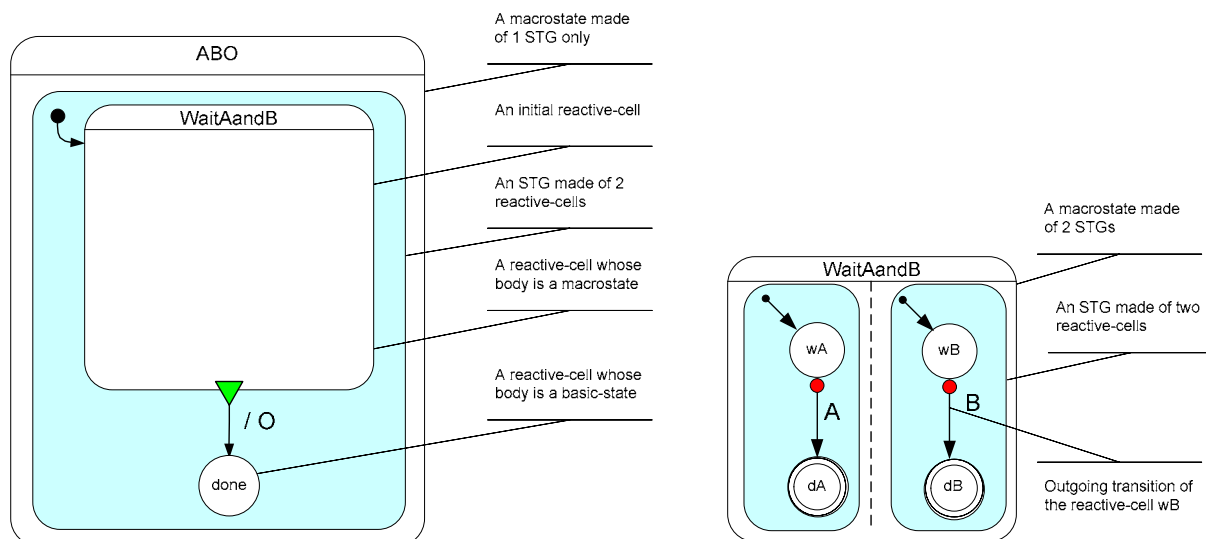 A macrostate made
of 1 STG only
ABO
An initial reactive-cell
WaitAandB
An STG made of 2
reactive-cells
A reactive-cell whose
body is a macrostate
A reactive-cell whose
body is a basic-state
/ O
done
A macrostate made
of 2 STGs
WaitAandB
An STG made of two
reactive-cells
wA
wB
A
B
dA
dB
Outgoing transition of
the reactive-cell wB